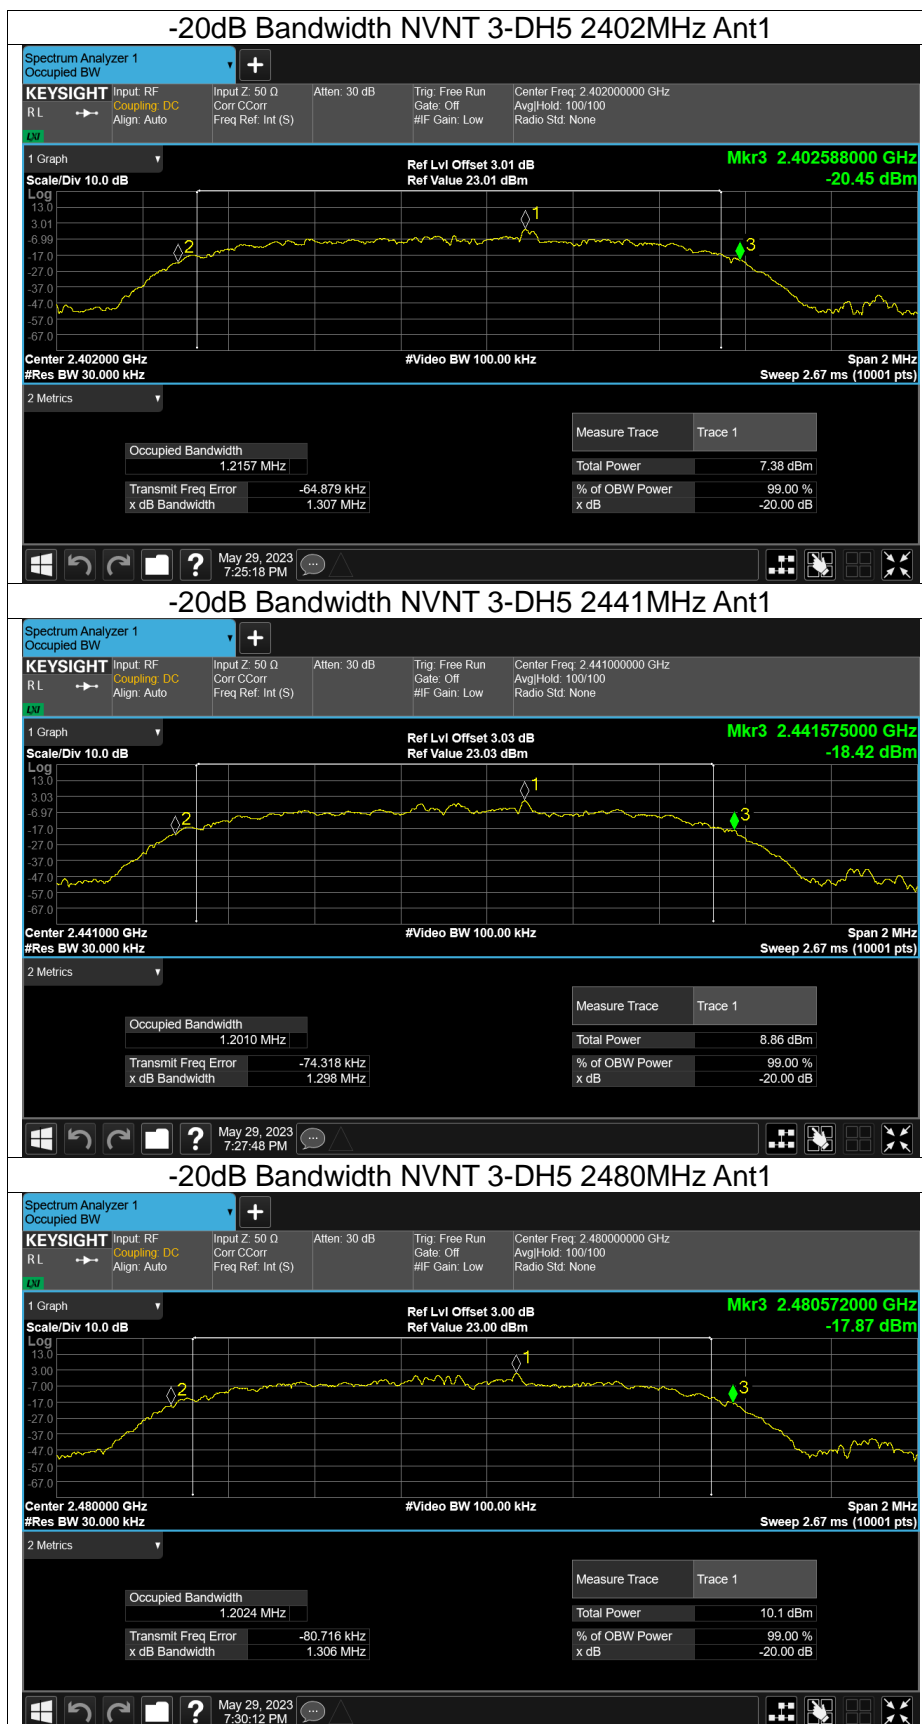 -20dB Bandwidth NVNT 3-DH5 2402MHz Ant1
Spectrum Analyzer 1
Occupied BW
KEYSIGHT
R L
LXI
Input: RF
Coupling: DC
Align: Auto
Input Z: 50 Ω
Corr CCorr
Freq Ref: Int (S)
Atten: 30 dB
Trig: Free Run
Gate: Off
#IF Gain: Low
Center Freq: 2.402000000 GHz
Avg|Hold: 100/100
Radio Std: None
1 Graph
Scale/Div 10.0 dB
Ref Lvl Offset 3.01 dB
Ref Value 23.01 dBm
Mkr3 2.402588000 GHz
-20.45 dBm
Log
13.0
3.01
-6.99
-17.0
-27.0
-37.0
-47.0
-57.0
-67.0
1
2
3
Center 2.402000 GHz
#Res BW 30.000 kHz
#Video BW 100.00 kHz
Span 2 MHz
Sweep 2.67 ms (10001 pts)
2 Metrics
Occupied Bandwidth
1.2157 MHz
Transmit Freq Error -64.879 kHz
x dB Bandwidth 1.307 MHz
Measure Trace Trace 1
Total Power 7.38 dBm
% of OBW Power 99.00 %
x dB -20.00 dB
May 29, 2023
7:25:18 PM
-20dB Bandwidth NVNT 3-DH5 2441MHz Ant1
Spectrum Analyzer 1
Occupied BW
KEYSIGHT
R L
LXI
Input: RF
Coupling: DC
Align: Auto
Input Z: 50 Ω
Corr CCorr
Freq Ref: Int (S)
Atten: 30 dB
Trig: Free Run
Gate: Off
#IF Gain: Low
Center Freq: 2.441000000 GHz
Avg|Hold: 100/100
Radio Std: None
1 Graph
Scale/Div 10.0 dB
Ref Lvl Offset 3.03 dB
Ref Value 23.03 dBm
Mkr3 2.441575000 GHz
-18.42 dBm
Log
13.0
3.03
-6.97
-17.0
-27.0
-37.0
-47.0
-57.0
-67.0
1
2
3
Center 2.441000 GHz
#Res BW 30.000 kHz
#Video BW 100.00 kHz
Span 2 MHz
Sweep 2.67 ms (10001 pts)
2 Metrics
Occupied Bandwidth
1.2010 MHz
Transmit Freq Error -74.318 kHz
x dB Bandwidth 1.298 MHz
Measure Trace Trace 1
Total Power 8.86 dBm
% of OBW Power 99.00 %
x dB -20.00 dB
May 29, 2023
7:27:48 PM
-20dB Bandwidth NVNT 3-DH5 2480MHz Ant1
Spectrum Analyzer 1
Occupied BW
KEYSIGHT
R L
LXI
Input: RF
Coupling: DC
Align: Auto
Input Z: 50 Ω
Corr CCorr
Freq Ref: Int (S)
Atten: 30 dB
Trig: Free Run
Gate: Off
#IF Gain: Low
Center Freq: 2.480000000 GHz
Avg|Hold: 100/100
Radio Std: None
1 Graph
Scale/Div 10.0 dB
Ref Lvl Offset 3.00 dB
Ref Value 23.00 dBm
Mkr3 2.480572000 GHz
-17.87 dBm
Log
13.0
3.00
-7.00
-17.0
-27.0
-37.0
-47.0
-57.0
-67.0
1
2
3
Center 2.480000 GHz
#Res BW 30.000 kHz
#Video BW 100.00 kHz
Span 2 MHz
Sweep 2.67 ms (10001 pts)
2 Metrics
Occupied Bandwidth
1.2024 MHz
Transmit Freq Error -80.716 kHz
x dB Bandwidth 1.306 MHz
Measure Trace Trace 1
Total Power 10.1 dBm
% of OBW Power 99.00 %
x dB -20.00 dB
May 29, 2023
7:30:12 PM